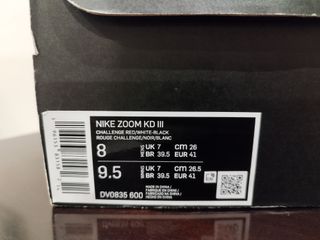 NIKE ZOOM KD III
CHALLENGE RED/WHITE-BLACK
ROUGE CHALLENGE/NOIR/BLANC
8 MENS UK 7 cm 26
BR 39.5 EUR 41
9.5 UK 7 cm 26.5
BR 39.5 EUR 41
DV0835 600
MADE IN CHINA /